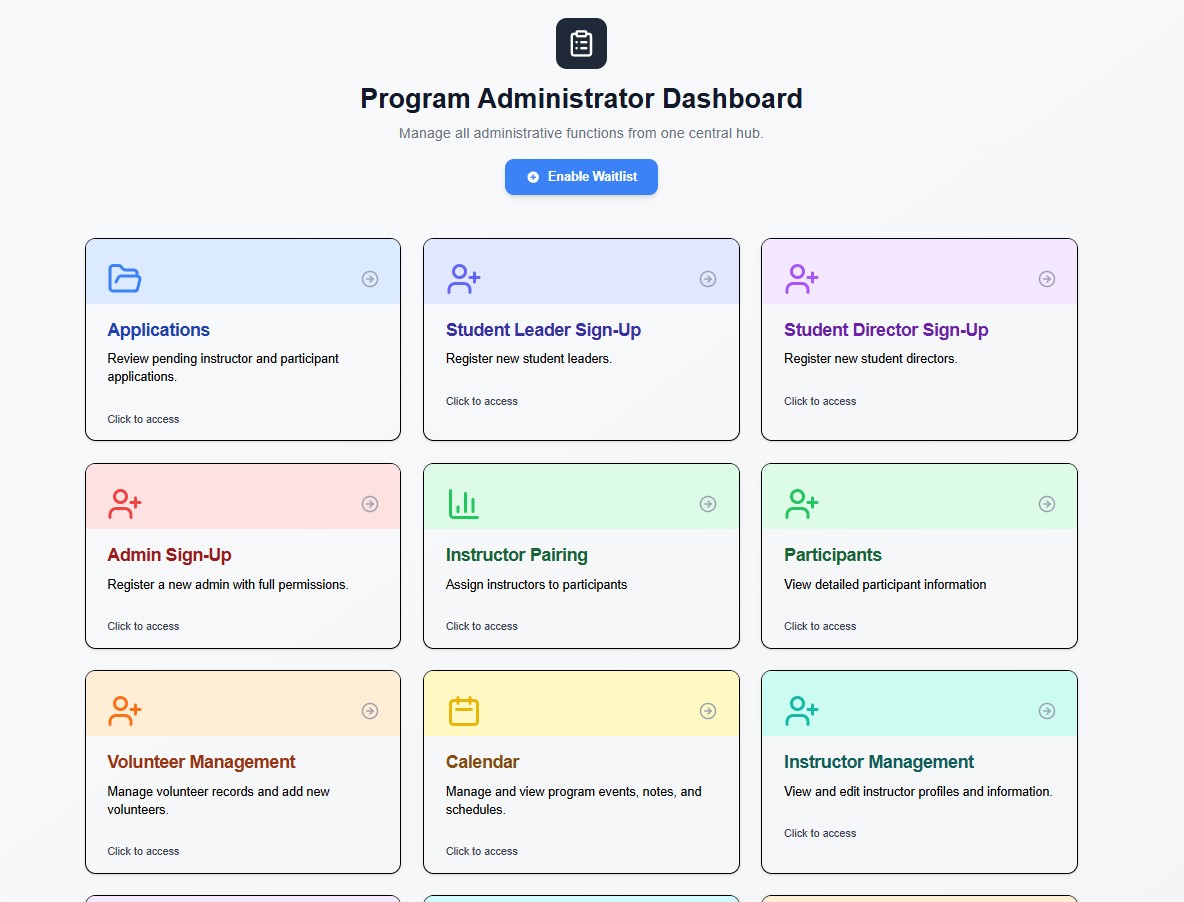 Program Administrator Dashboard
Manage all administrative functions from one central hub.
Enable Waitlist
Applications
Review pending instructor and participant
applications.
Click to access
Student Leader Sign-Up
Register new student leaders.
Click to access
Student Director Sign-Up
Register new student directors.
Click to access
Admin Sign-Up
Register a new admin with full permissions.
Click to access
Instructor Pairing
Assign instructors to participants
Click to access
Participants
View detailed participant information
Click to access
Volunteer Management
Manage volunteer records and add new
volunteers.
Click to access
Calendar
Manage and view program events, notes, and
schedules.
Click to access
Instructor Management
View and edit instructor profiles and information.
Click to access